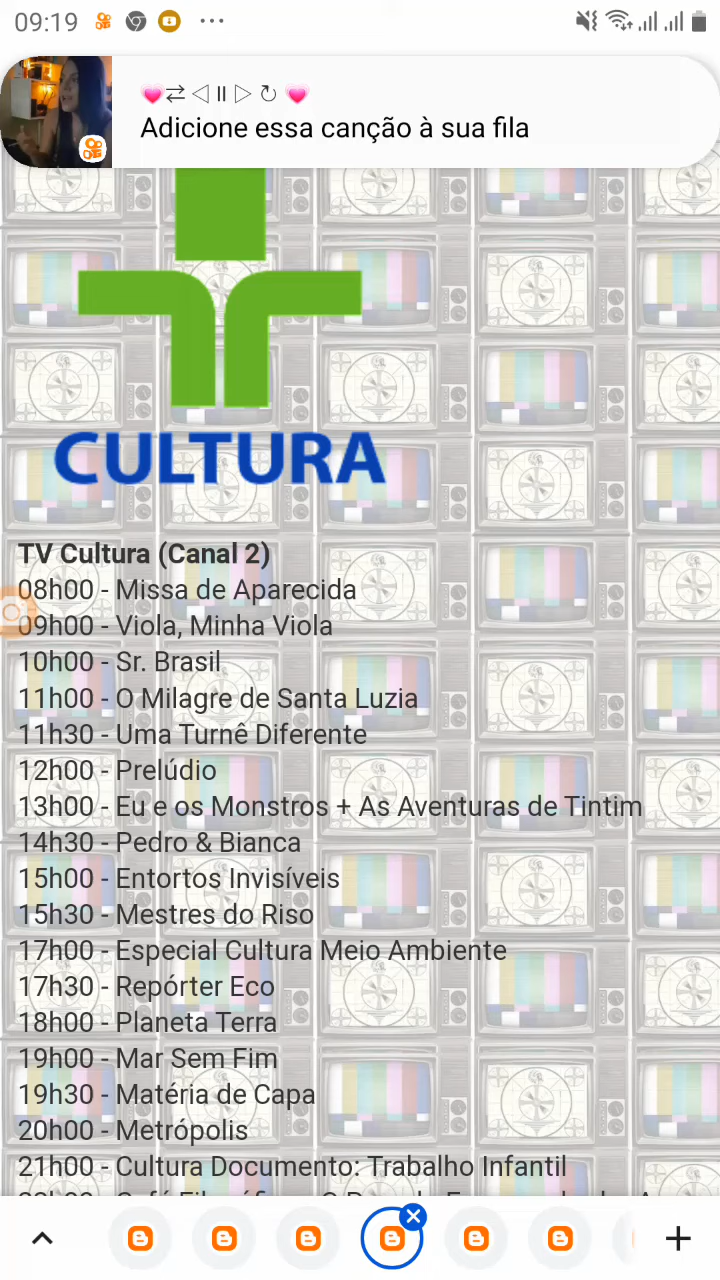 09:19
💗⇄ ◁ ⏸ ▷ ↻ 💗
Adicione essa canção à sua fila
CULTURA
TV Cultura (Canal 2)
08h00 - Missa de Aparecida
09h00 - Viola, Minha Viola
10h00 - Sr. Brasil
11h00 - O Milagre de Santa Luzia
11h30 - Uma Turnê Diferente
12h00 - Prelúdio
13h00 - Eu e os Monstros + As Aventuras de Tintim
14h30 - Pedro & Bianca
15h00 - Entortos Invisíveis
15h30 - Mestres do Riso
17h00 - Especial Cultura Meio Ambiente
17h30 - Repórter Eco
18h00 - Planeta Terra
19h00 - Mar Sem Fim
19h30 - Matéria de Capa
20h00 - Metrópolis
21h00 - Cultura Documento: Trabalho Infantil